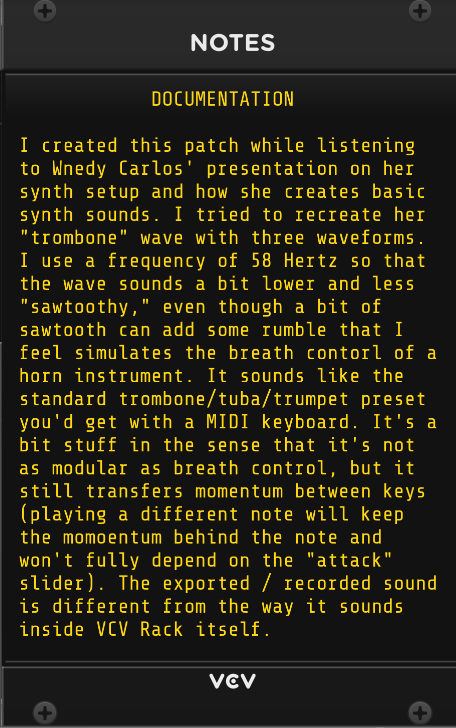 NOTES
DOCUMENTATION
I created this patch while listening
to Wnedy Carlos' presentation on her
synth setup and how she creates basic
synth sounds. I tried to recreate her
"trombone" wave with three waveforms.
I use a frequency of 58 Hertz so that
the wave sounds a bit lower and less
"sawtoothy," even though a bit of
sawtooth can add some rumble that I
feel simulates the breath contorl of a
horn instrument. It sounds like the
standard trombone/tuba/trumpet preset
you'd get with a MIDI keyboard. It's a
bit stuff in the sense that it's not
as modular as breath control, but it
still transfers momentum between keys
(playing a different note will keep
the momoentum behind the note and
won't fully depend on the "attack"
slider). The exported / recorded sound
is different from the way it sounds
inside VCV Rack itself.
VCV